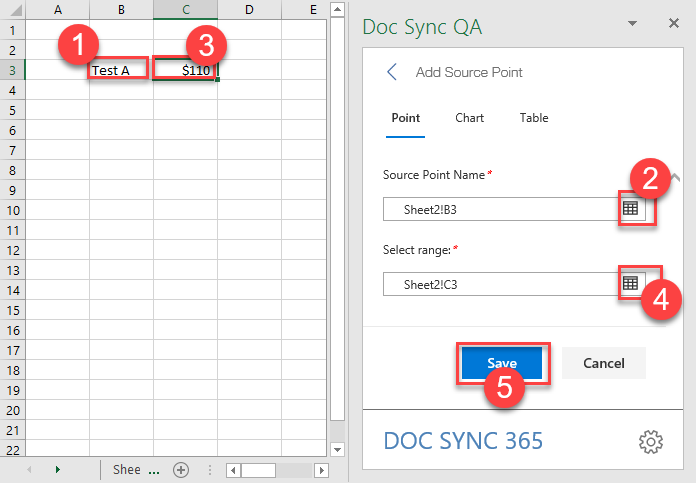 A B C D E
1
2
3 Test A $110
4
5
6
7
8
9
10
11
12
13
14
15
16
17
18
19
20
21
22
Shee ...
1
3
Doc Sync QA
Add Source Point
Point Chart Table
Source Point Name *
2
Sheet2!B3
Select range: *
Sheet2!C3
4
Save Cancel
5
DOC SYNC 365